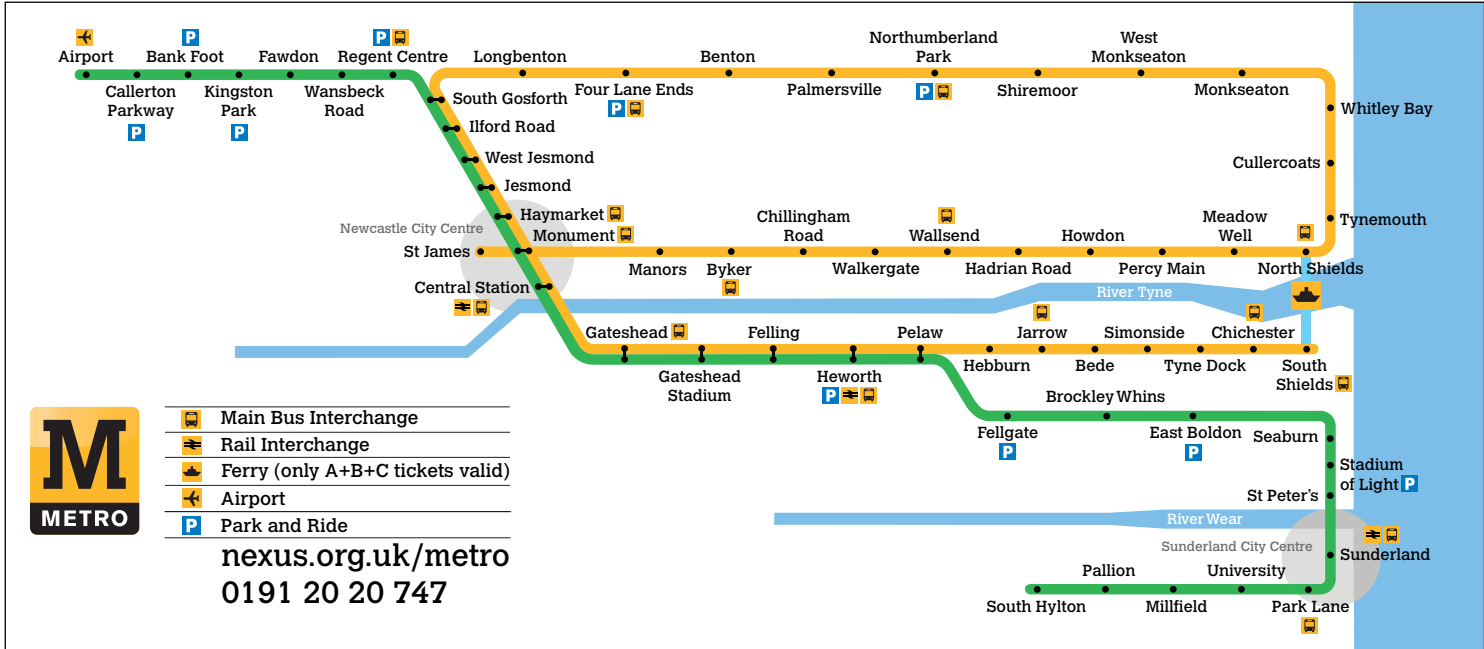 Airport
Callerton
Parkway
Bank Foot
Kingston
Park
Fawdon
Wansbeck
Road
Regent Centre
Longbenton
Four Lane Ends
Benton
Palmersville
Northumberland
Park
Shiremoor
West
Monkseaton
Monkseaton
South Gosforth
Ilford Road
West Jesmond
Jesmond
Haymarket
Newcastle City Centre
Monument
St James
Central Station
Whitley Bay
Cullercoats
Tynemouth
Manors
Byker
Chillingham
Road
Walkergate
Wallsend
Hadrian Road
Howdon
Percy Main
Meadow
Well
North Shields
River Tyne
Gateshead
Gateshead
Stadium
Felling
Heworth
Pelaw
Hebburn
Jarrow
Bede
Simonside
Tyne Dock
Chichester
South
Shields
Fellgate
Brockley Whins
East Boldon
Seaburn
Stadium
of Light
St Peter's
River Wear
Sunderland City Centre
Sunderland
South Hylton
Pallion
Millfield
University
Park Lane
M
METRO
Main Bus Interchange
Rail Interchange
Ferry (only A+B+C tickets valid)
Airport
P Park and Ride
nexus.org.uk/metro
0191 20 20 747